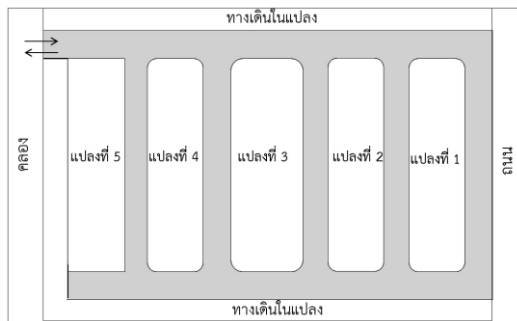 ทางเดินในแปลง
คลอง
แปลงที่ 5
แปลงที่ 4
แปลงที่ 3
แปลงที่ 2
แปลงที่ 1
ถนน
ทางเดินในแปลง